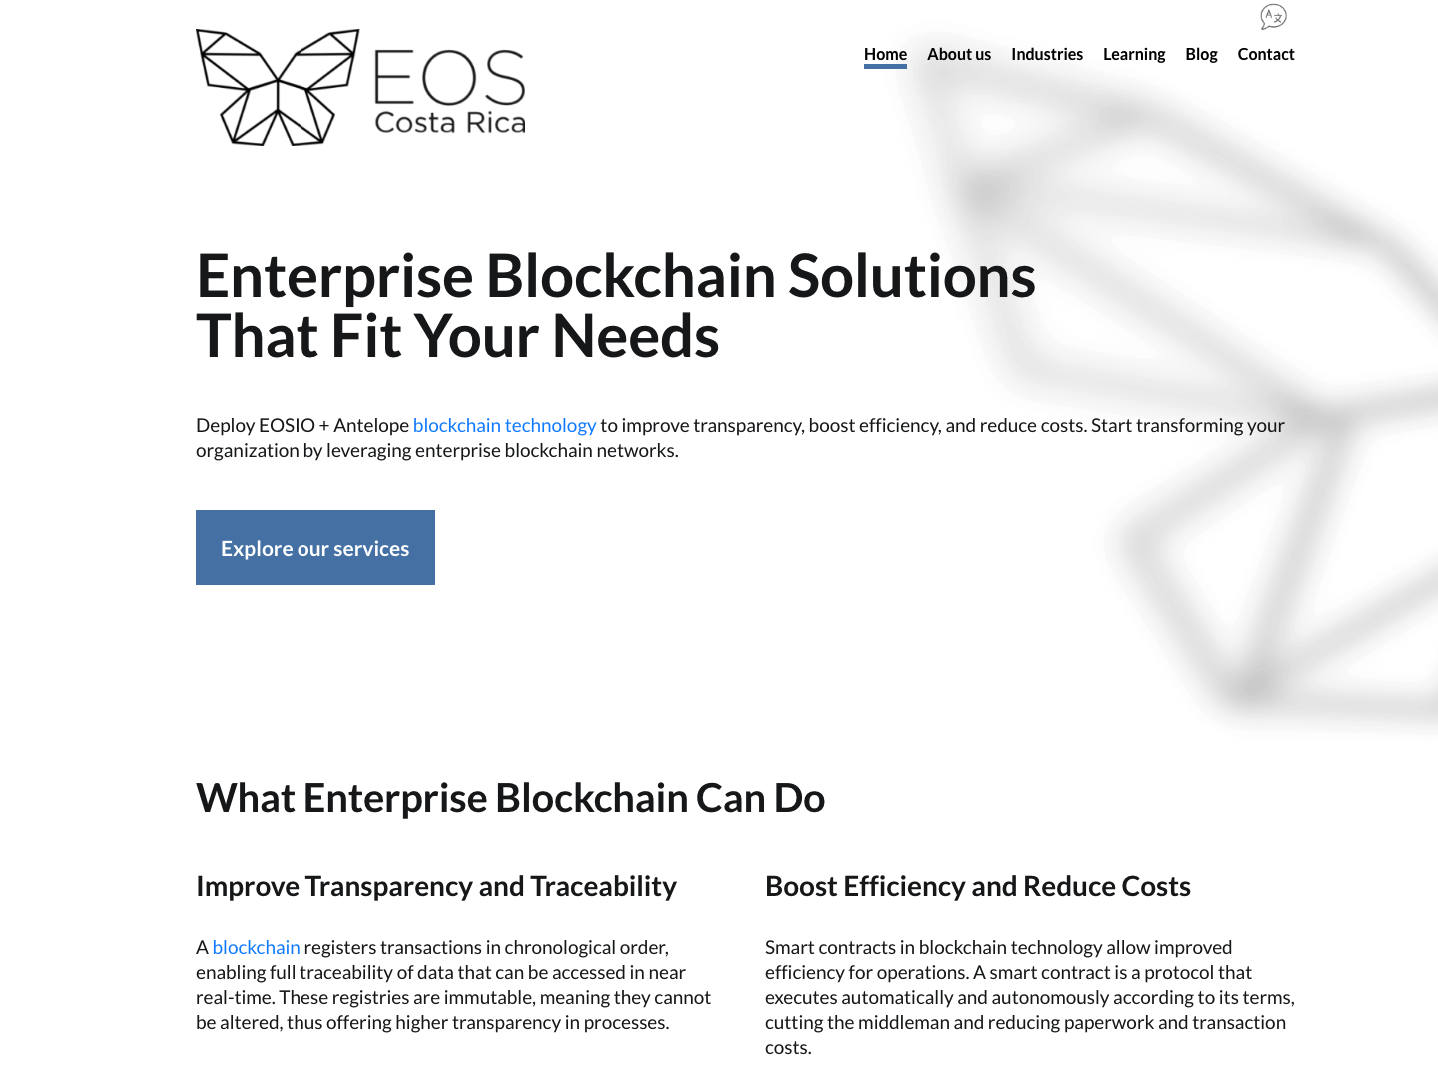 EOS
Costa Rica
Home About us Industries Learning Blog Contact
Enterprise Blockchain Solutions
That Fit Your Needs
Deploy EOSIO + Antelope blockchain technology to improve transparency, boost efficiency, and reduce costs. Start transforming your
organization by leveraging enterprise blockchain networks.
Explore our services
What Enterprise Blockchain Can Do
Improve Transparency and Traceability
A blockchain registers transactions in chronological order,
enabling full traceability of data that can be accessed in near
real-time. These registries are immutable, meaning they cannot
be altered, thus offering higher transparency in processes.
Boost Efficiency and Reduce Costs
Smart contracts in blockchain technology allow improved
efficiency for operations. A smart contract is a protocol that
executes automatically and autonomously according to its terms,
cutting the middleman and reducing paperwork and transaction
costs.